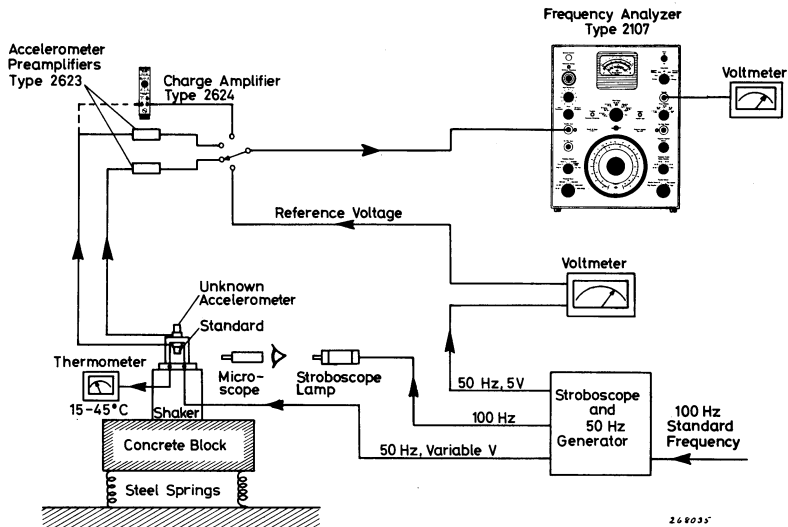 Frequency Analyzer
Type 2107
Accelerometer
Preamplifiers
Type 2623
Charge Amplifier
Type 2624
Voltmeter
Reference Voltage
Voltmeter
Unknown
Accelerometer
Standard
Thermometer
15-45°C
Micro-
scope
Stroboscope
Lamp
Shaker
50 Hz, 5V
100 Hz
50 Hz, Variable V
Stroboscope
and
50 Hz
Generator
100 Hz
Standard
Frequency
Concrete Block
Steel Springs
268035